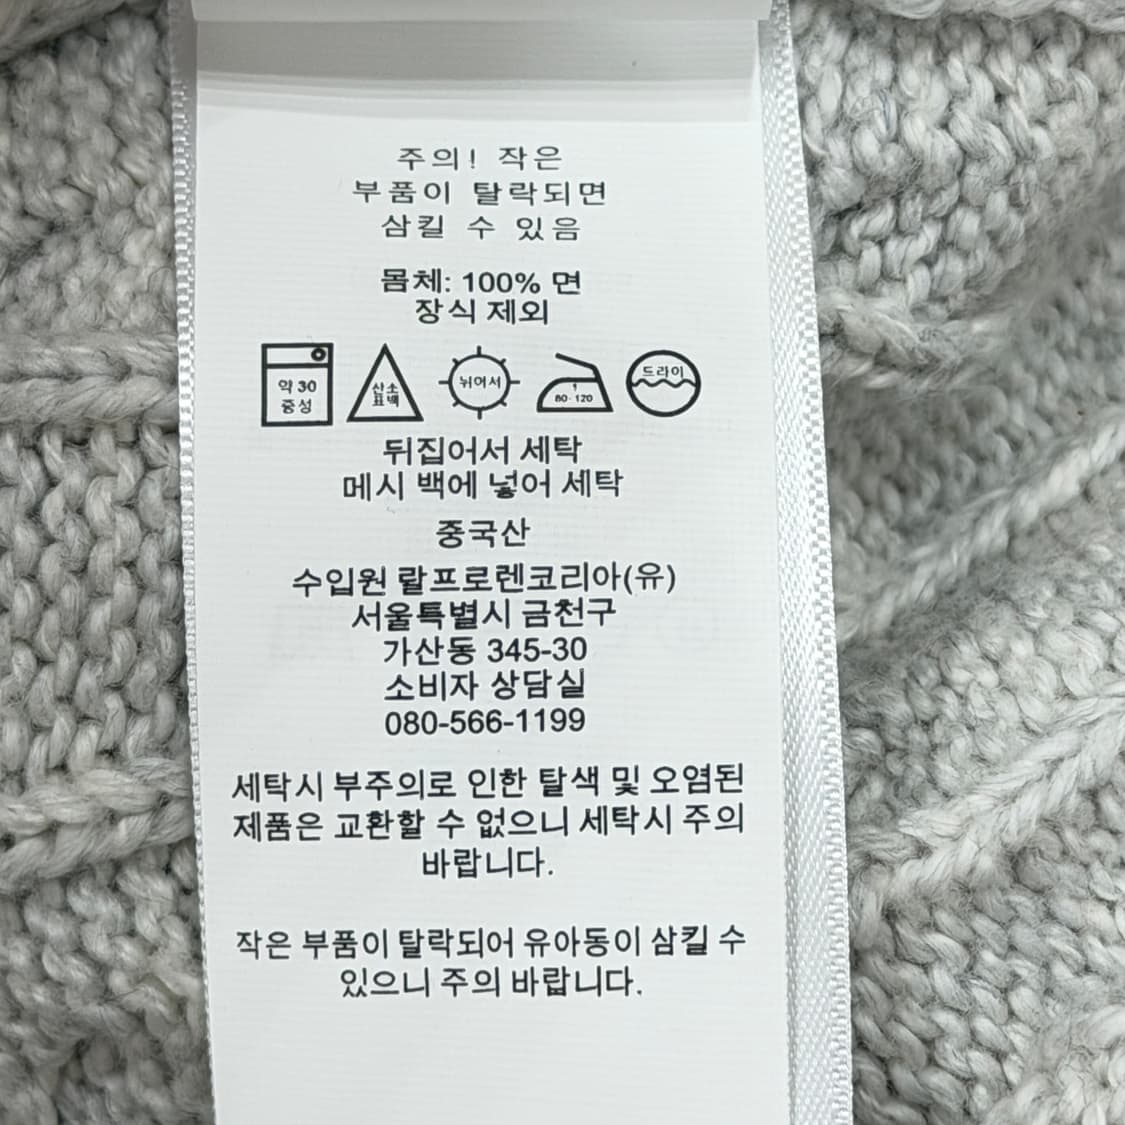 주의! 작은
부품이 탈락되면
삼킬 수 있음
몸체: 100% 면
장식 제외
약 30
중성
산소
표백
뉘어서
80-120
드라이
뒤집어서 세탁
메시 백에 넣어 세탁
중국산
수입원 랄프로렌코리아(유)
서울특별시 금천구
가산동 345-30
소비자 상담실
080-566-1199
세탁시 부주의로 인한 탈색 및 오염된
제품은 교환할 수 없으니 세탁시 주의
바랍니다.
작은 부품이 탈락되어 유아동이 삼킬 수
있으니 주의 바랍니다.